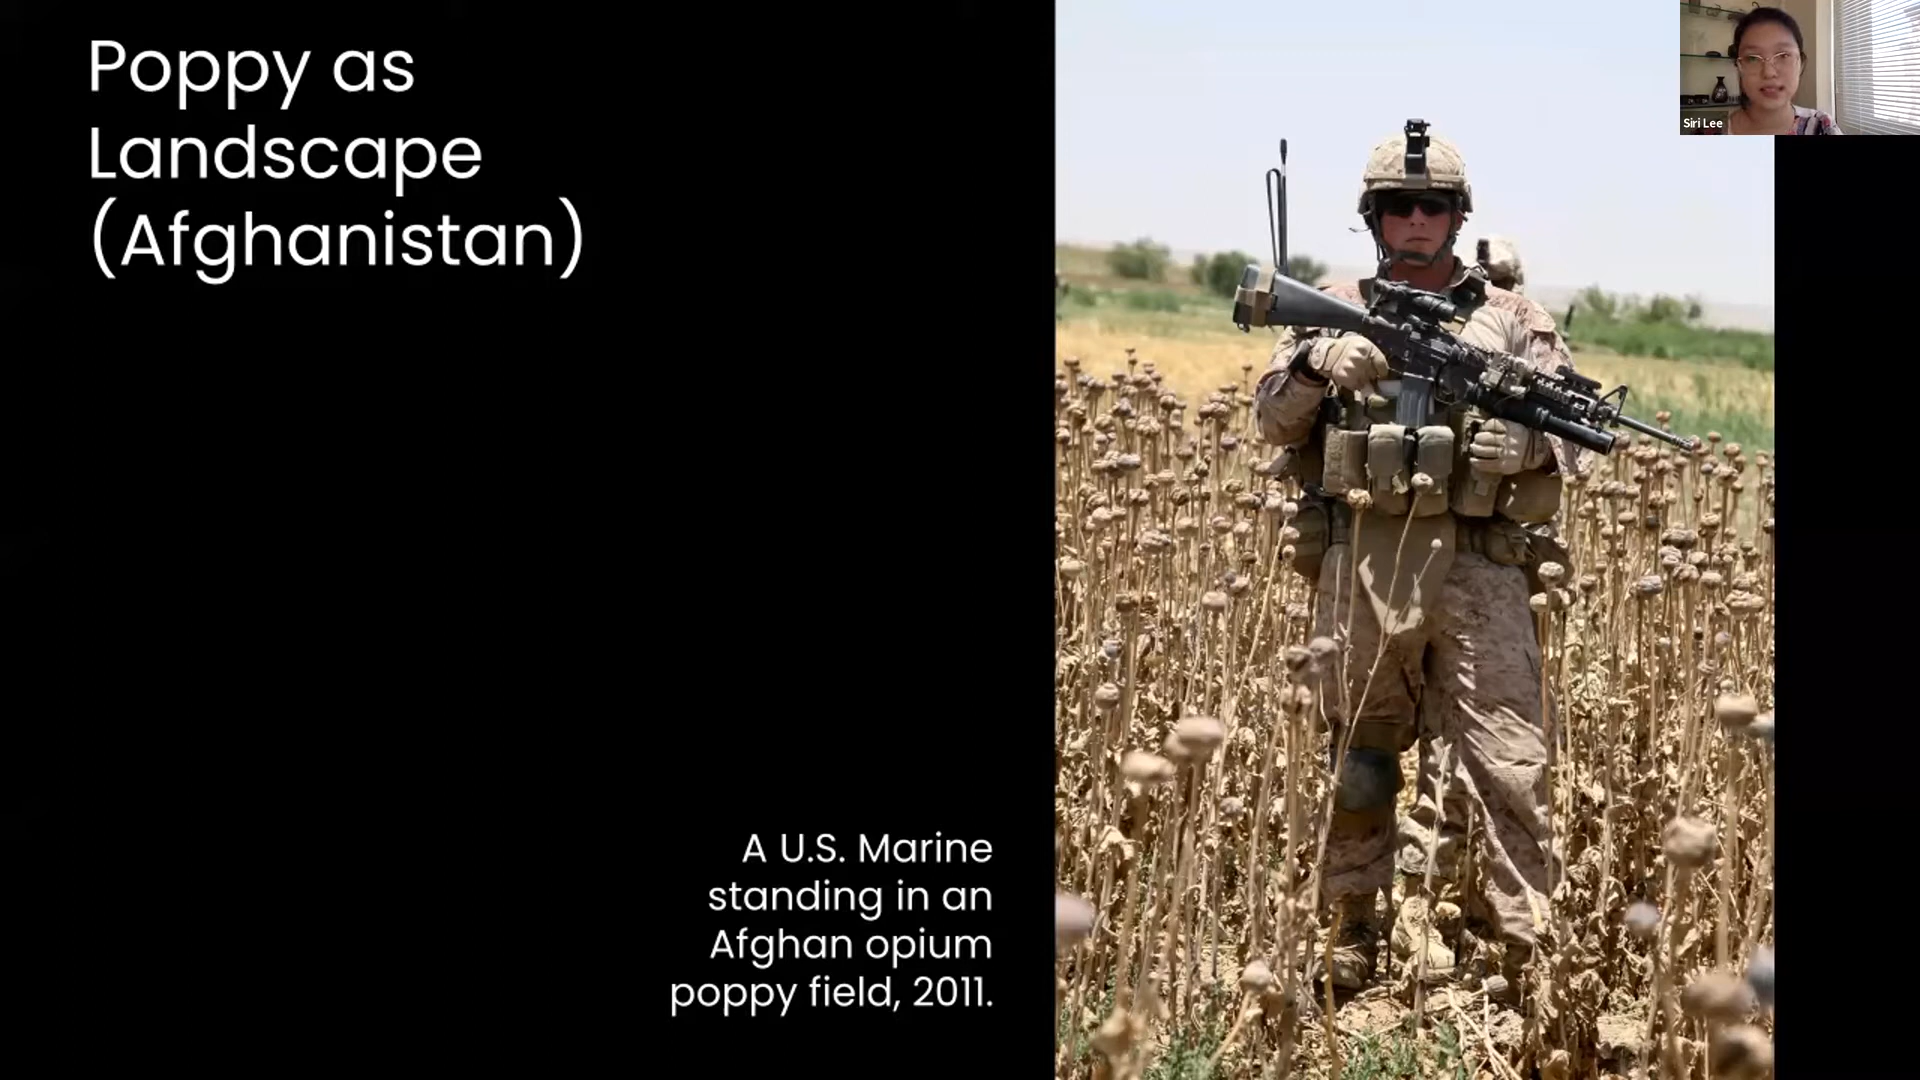 Poppy as
Landscape
(Afghanistan)
Siri Lee
A U.S. Marine
standing in an
Afghan opium
poppy field, 2011.